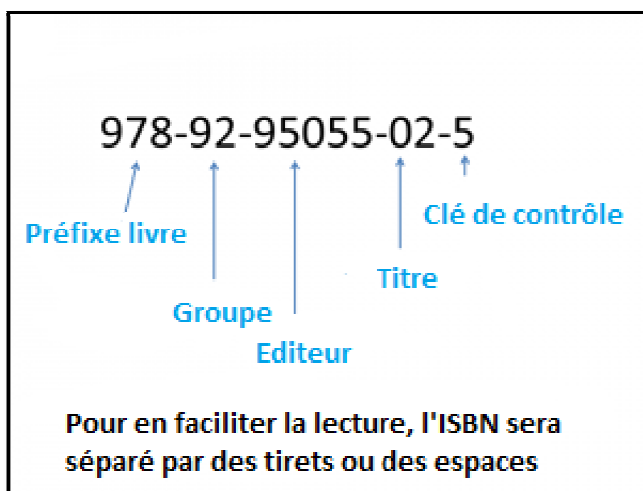 978-92-95055-02-5
Clé de contrôle
Préfixe livre
Titre
Groupe
Editeur
Pour en faciliter la lecture, l'ISBN sera
séparé par des tirets ou des espaces